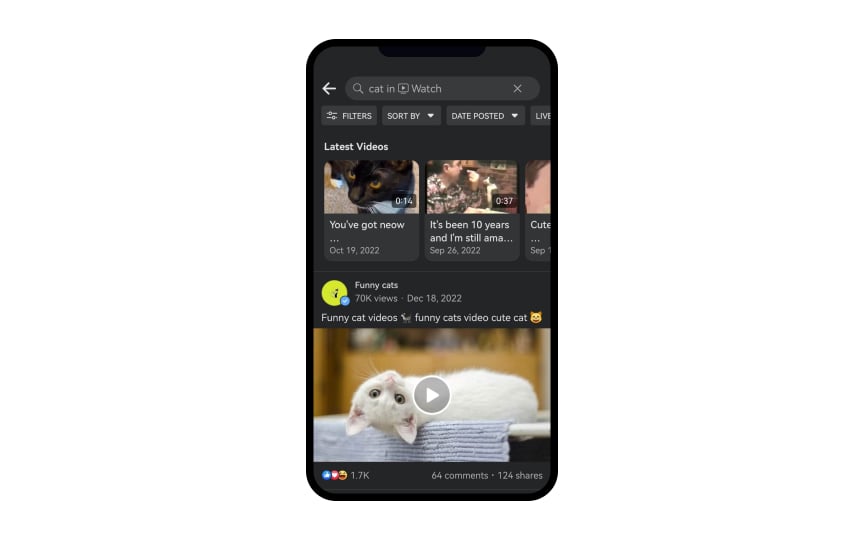 cat in Watch
FILTERS SORT BY DATE POSTED LIVE
Latest Videos
0:14 0:37
You've got neow
...
Oct 19, 2022
It's been 10 years
and I'm still ama...
Sep 26, 2022
Cute
...
Sep 1
Funny cats
70K views · Dec 18, 2022
Funny cat videos 🐈‍⬛ funny cats video cute cat 😸
1.7K 64 comments · 124 shares